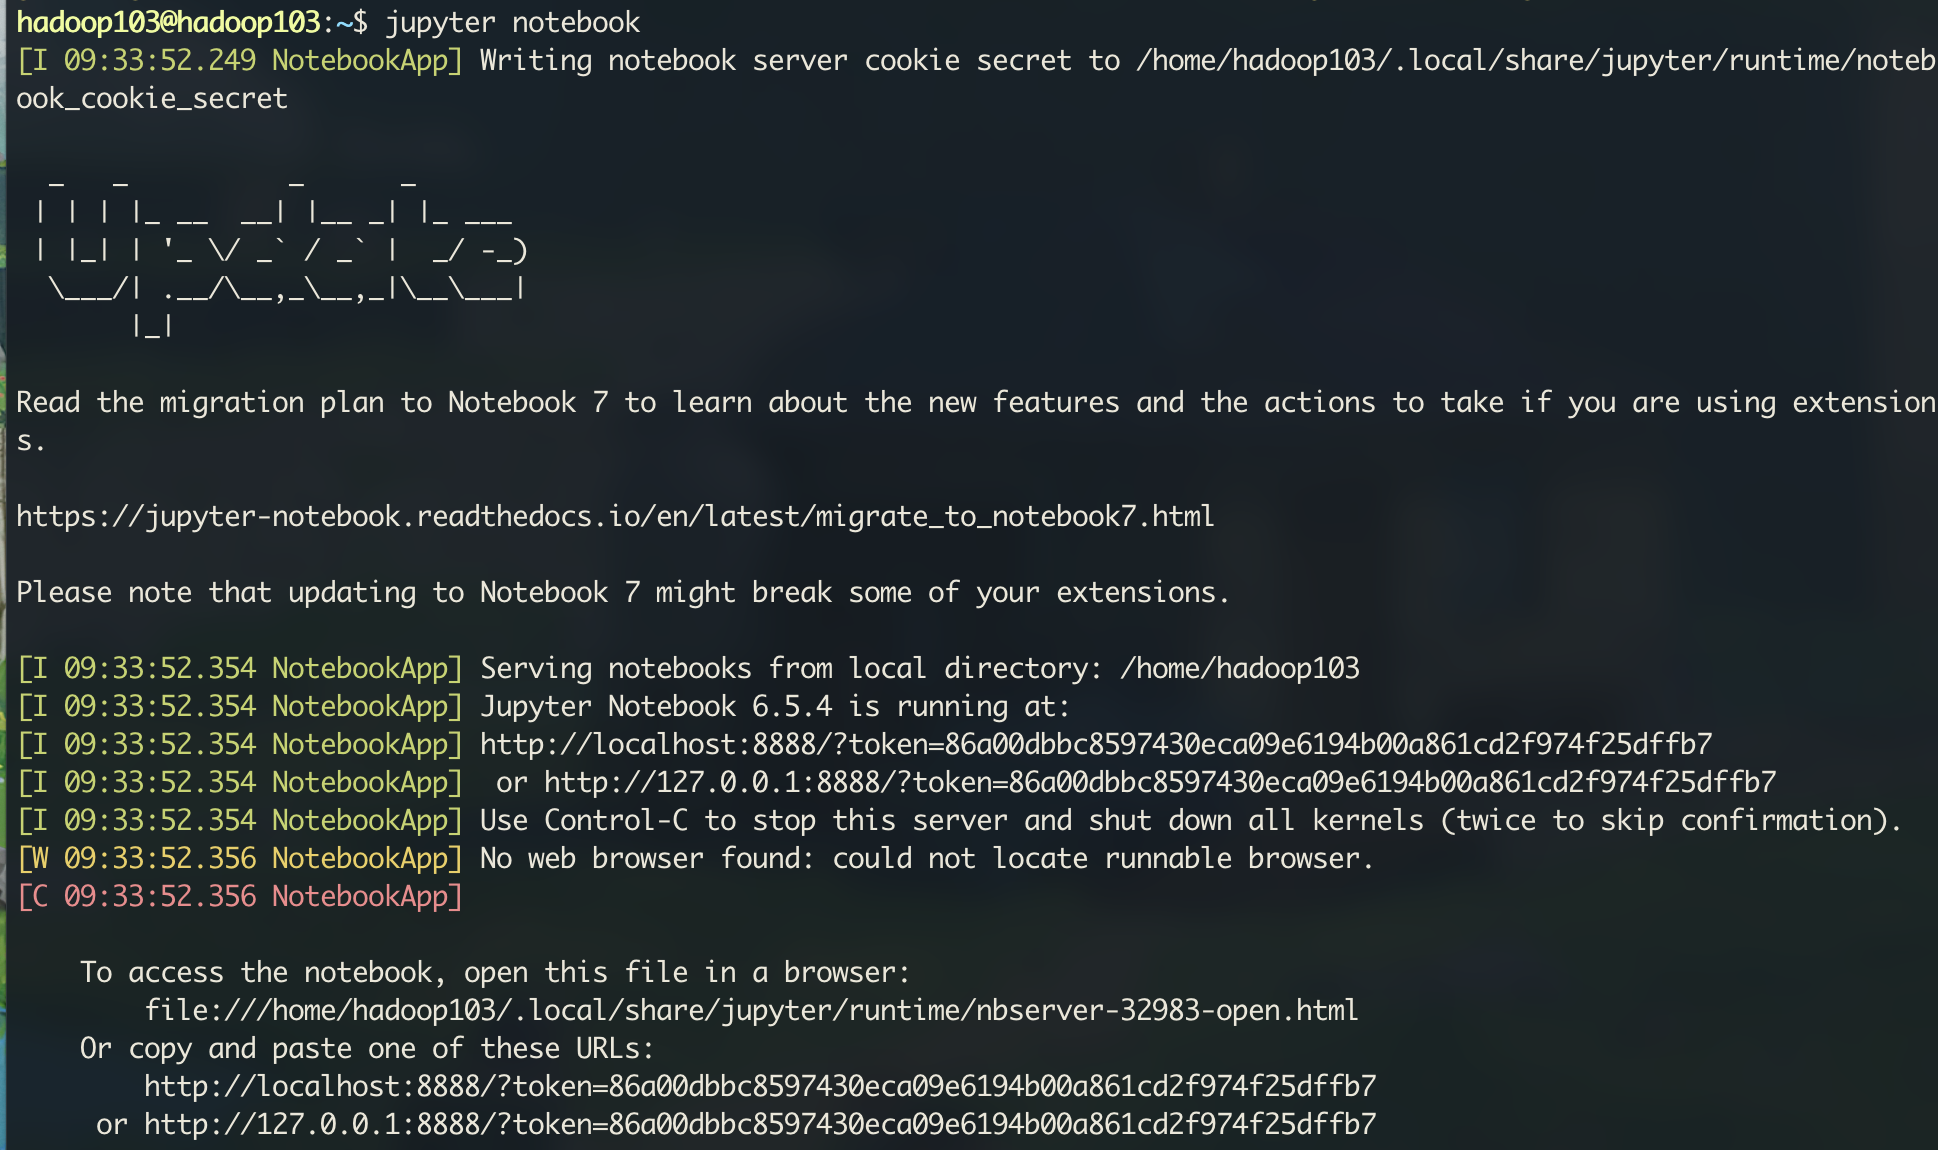 hadoop103@hadoop103:~$ jupyter notebook
[I 09:33:52.249 NotebookApp] Writing notebook server cookie secret to /home/hadoop103/.local/share/jupyter/runtime/noteb
ook_cookie_secret
  _   _          _      _
 | | | |_ __  __| |__ _| |_ ___
 | |_| | '_ \/ _` / _` |  _/ -_)
  \___/| .__/\__,_\__,_|\__\___|
       |_|
Read the migration plan to Notebook 7 to learn about the new features and the actions to take if you are using extension
s.
https://jupyter-notebook.readthedocs.io/en/latest/migrate_to_notebook7.html
Please note that updating to Notebook 7 might break some of your extensions.
[I 09:33:52.354 NotebookApp] Serving notebooks from local directory: /home/hadoop103
[I 09:33:52.354 NotebookApp] Jupyter Notebook 6.5.4 is running at:
[I 09:33:52.354 NotebookApp] http://localhost:8888/?token=86a00dbbc8597430eca09e6194b00a861cd2f974f25dffb7
[I 09:33:52.354 NotebookApp]  or http://127.0.0.1:8888/?token=86a00dbbc8597430eca09e6194b00a861cd2f974f25dffb7
[I 09:33:52.354 NotebookApp] Use Control-C to stop this server and shut down all kernels (twice to skip confirmation).
[W 09:33:52.356 NotebookApp] No web browser found: could not locate runnable browser.
[C 09:33:52.356 NotebookApp]
    To access the notebook, open this file in a browser:
        file:///home/hadoop103/.local/share/jupyter/runtime/nbserver-32983-open.html
    Or copy and paste one of these URLs:
        http://localhost:8888/?token=86a00dbbc8597430eca09e6194b00a861cd2f974f25dffb7
     or http://127.0.0.1:8888/?token=86a00dbbc8597430eca09e6194b00a861cd2f974f25dffb7